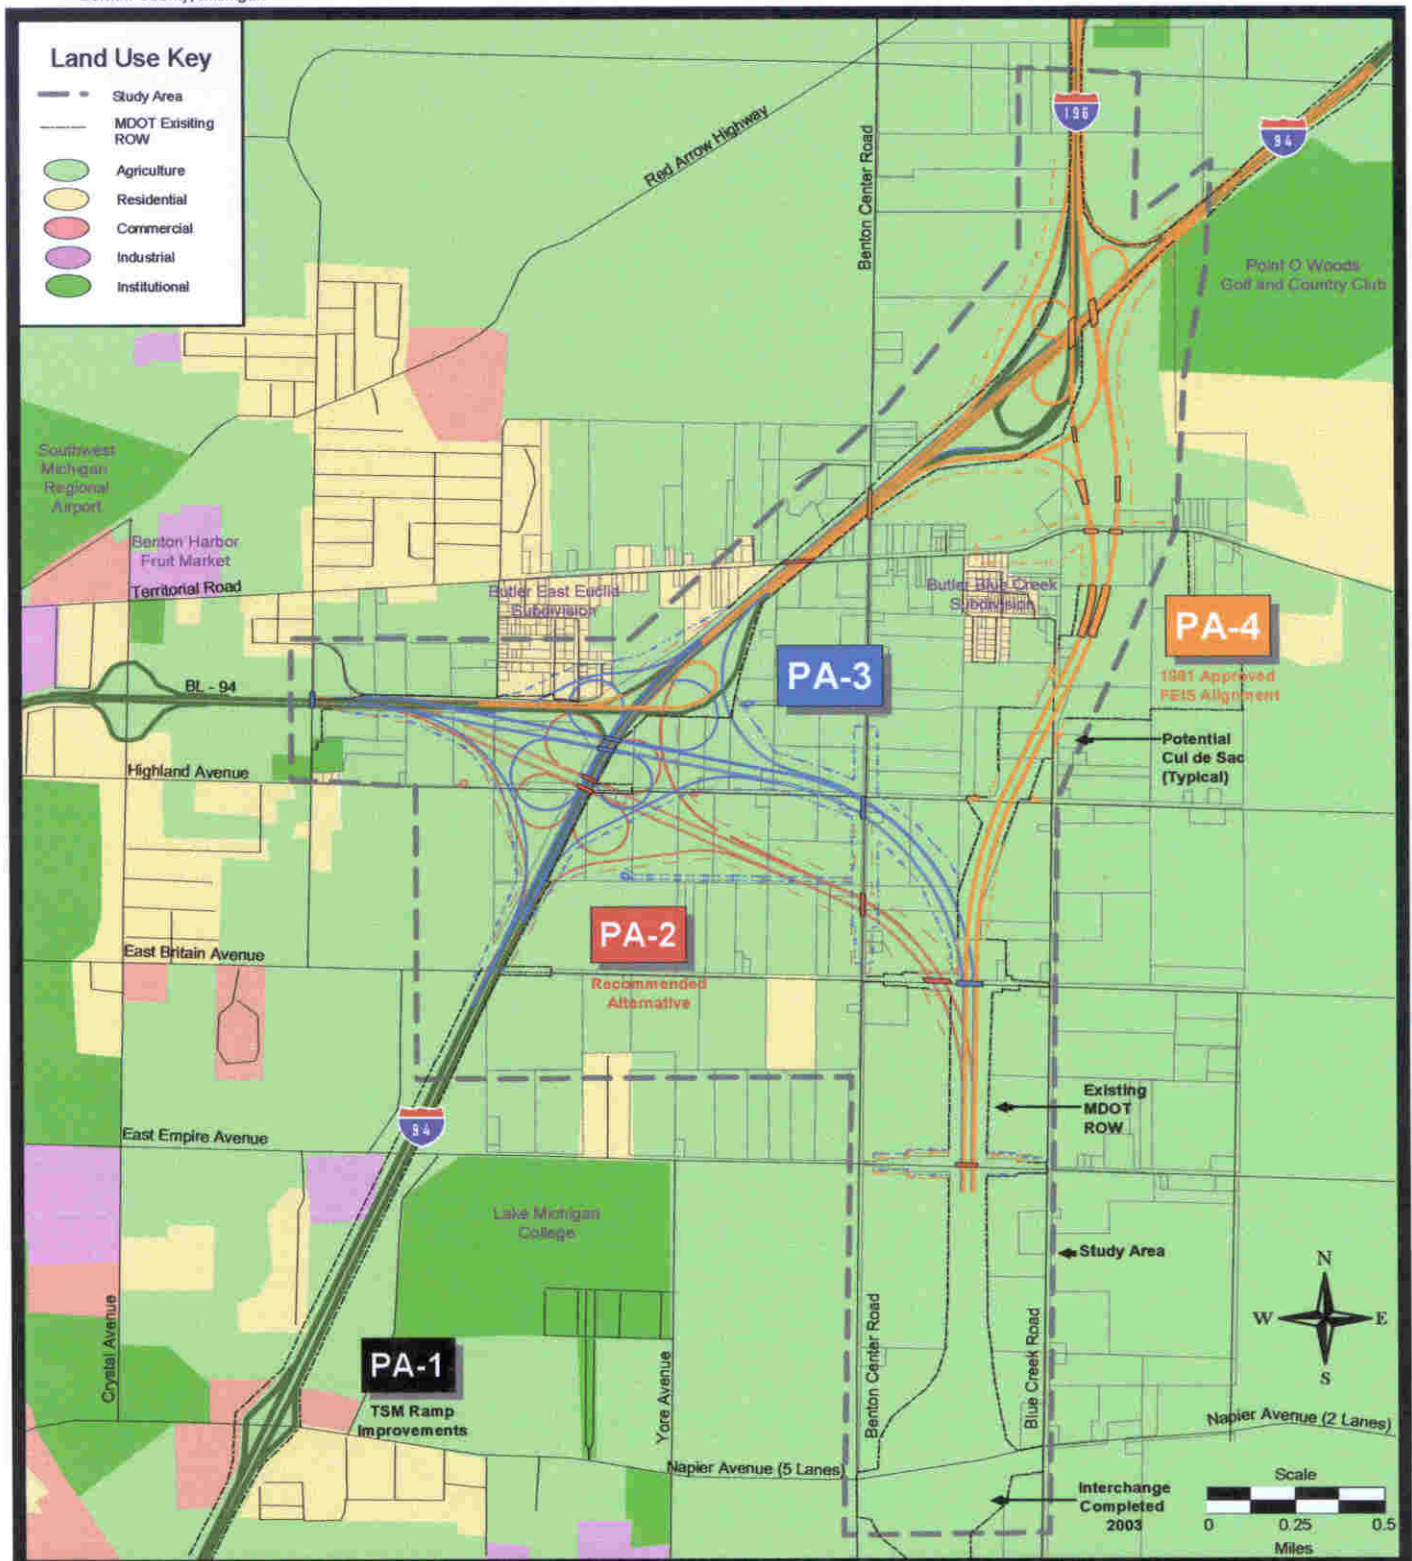 Land Use Key
Study Area
MDOT Exisiting
ROW
Agriculture
Residential
Commercial
Industrial
Institutional
Red Arrow Highway
Benton Center Road
196
94
Point O Woods
Golf and Country Club
Southwest
Michigan
Regional
Airport
Benton Harbor
Fruit Market
Territorial Road
Butler East Euclid
Subdivision
Butler Blue Creek
Subdivision
PA-4
1981 Approved
FEIS Alignment
PA-3
BL - 94
Potential
Cul de Sac
(Typical)
Highland Avenue
PA-2
Recommended
Alternative
East Britain Avenue
Existing
MDOT
ROW
94
East Empire Avenue
Lake Michigan
College
Study Area
N
W
E
S
Crystal Avenue
PA-1
TSM Ramp
Improvements
Yore Avenue
Benton Center Road
Blue Creek Road
Napier Avenue (2 Lanes)
Napier Avenue (5 Lanes)
Interchange
Completed
2003
Scale
0
0.25
0.5
Miles